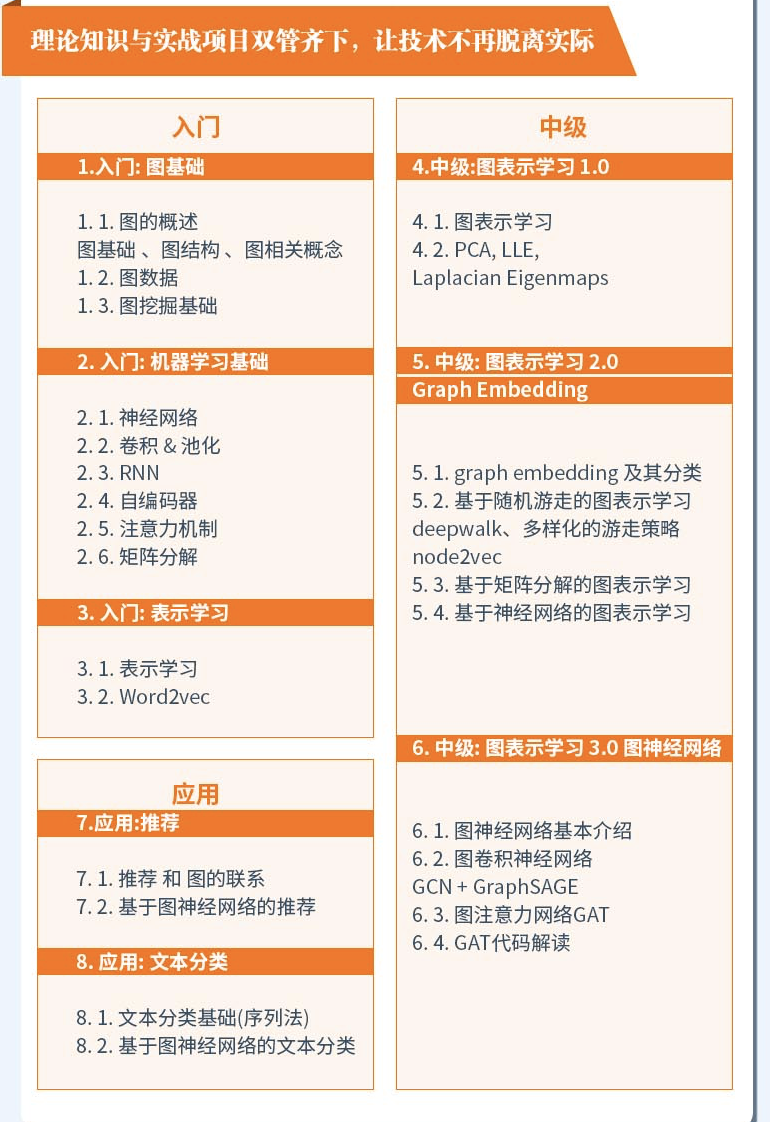 理论知识与实战项目双管齐下，让技术不再脱离实际
入门
1.入门: 图基础
1. 1. 图的概述
图基础 、图结构 、图相关概念
1. 2. 图数据
1. 3. 图挖掘基础
2. 入门: 机器学习基础
2. 1. 神经网络
2. 2. 卷积 & 池化
2. 3. RNN
2. 4. 自编码器
2. 5. 注意力机制
2. 6. 矩阵分解
3. 入门: 表示学习
3. 1. 表示学习
3. 2. Word2vec
中级
4.中级:图表示学习 1.0
4. 1. 图表示学习
4. 2. PCA, LLE,
Laplacian Eigenmaps
5. 中级: 图表示学习 2.0
Graph Embedding
5. 1. graph embedding 及其分类
5. 2. 基于随机游走的图表示学习
deepwalk、多样化的游走策略
node2vec
5. 3. 基于矩阵分解的图表示学习
5. 4. 基于神经网络的图表示学习
6. 中级: 图表示学习 3.0 图神经网络
6. 1. 图神经网络基本介绍
6. 2. 图卷积神经网络
GCN + GraphSAGE
6. 3. 图注意力网络GAT
6. 4. GAT代码解读
应用
7.应用:推荐
7. 1. 推荐 和 图的联系
7. 2. 基于图神经网络的推荐
8. 应用: 文本分类
8. 1. 文本分类基础(序列法)
8. 2. 基于图神经网络的文本分类